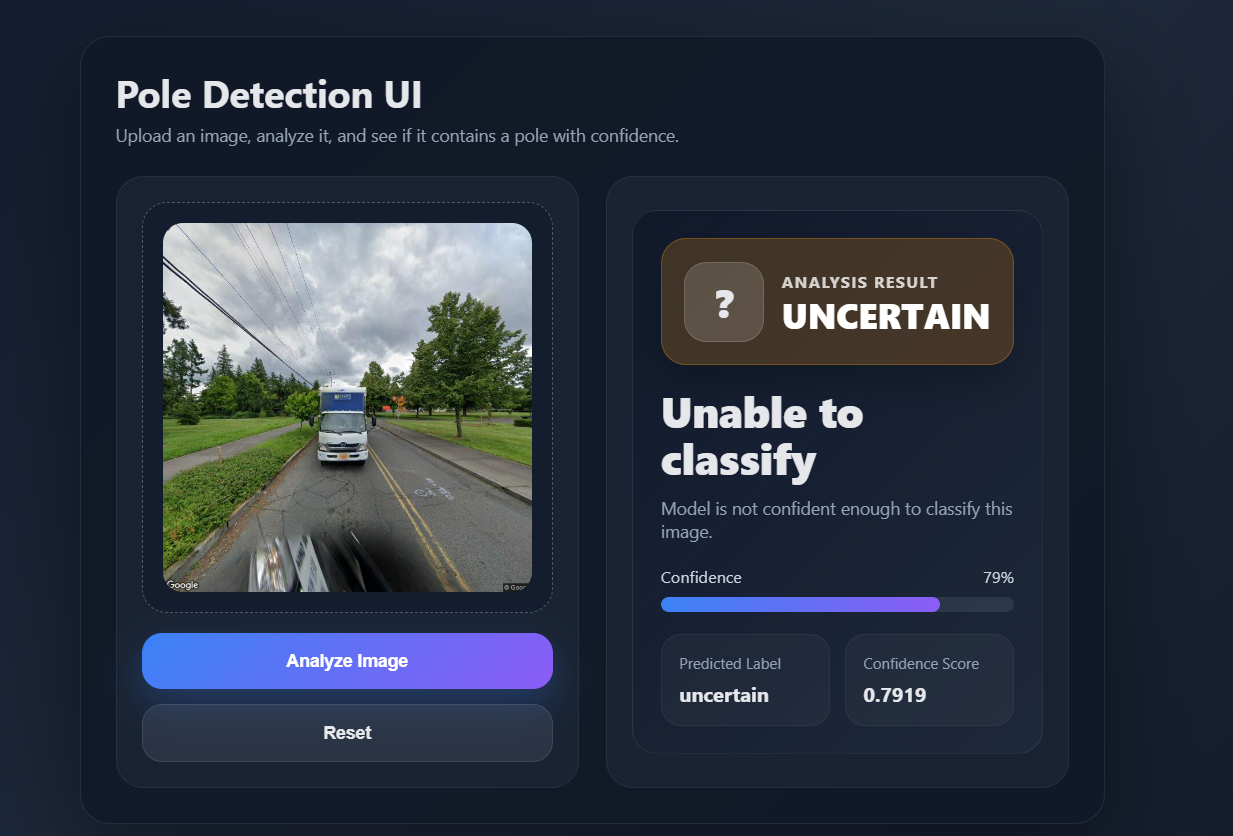 Pole Detection UI
Upload an image, analyze it, and see if it contains a pole with confidence.
Google
© Goo
Analyze Image
Reset
?
ANALYSIS RESULT
UNCERTAIN
Unable to
classify
Model is not confident enough to classify this
image.
Confidence
79%
Predicted Label
uncertain
Confidence Score
0.7919